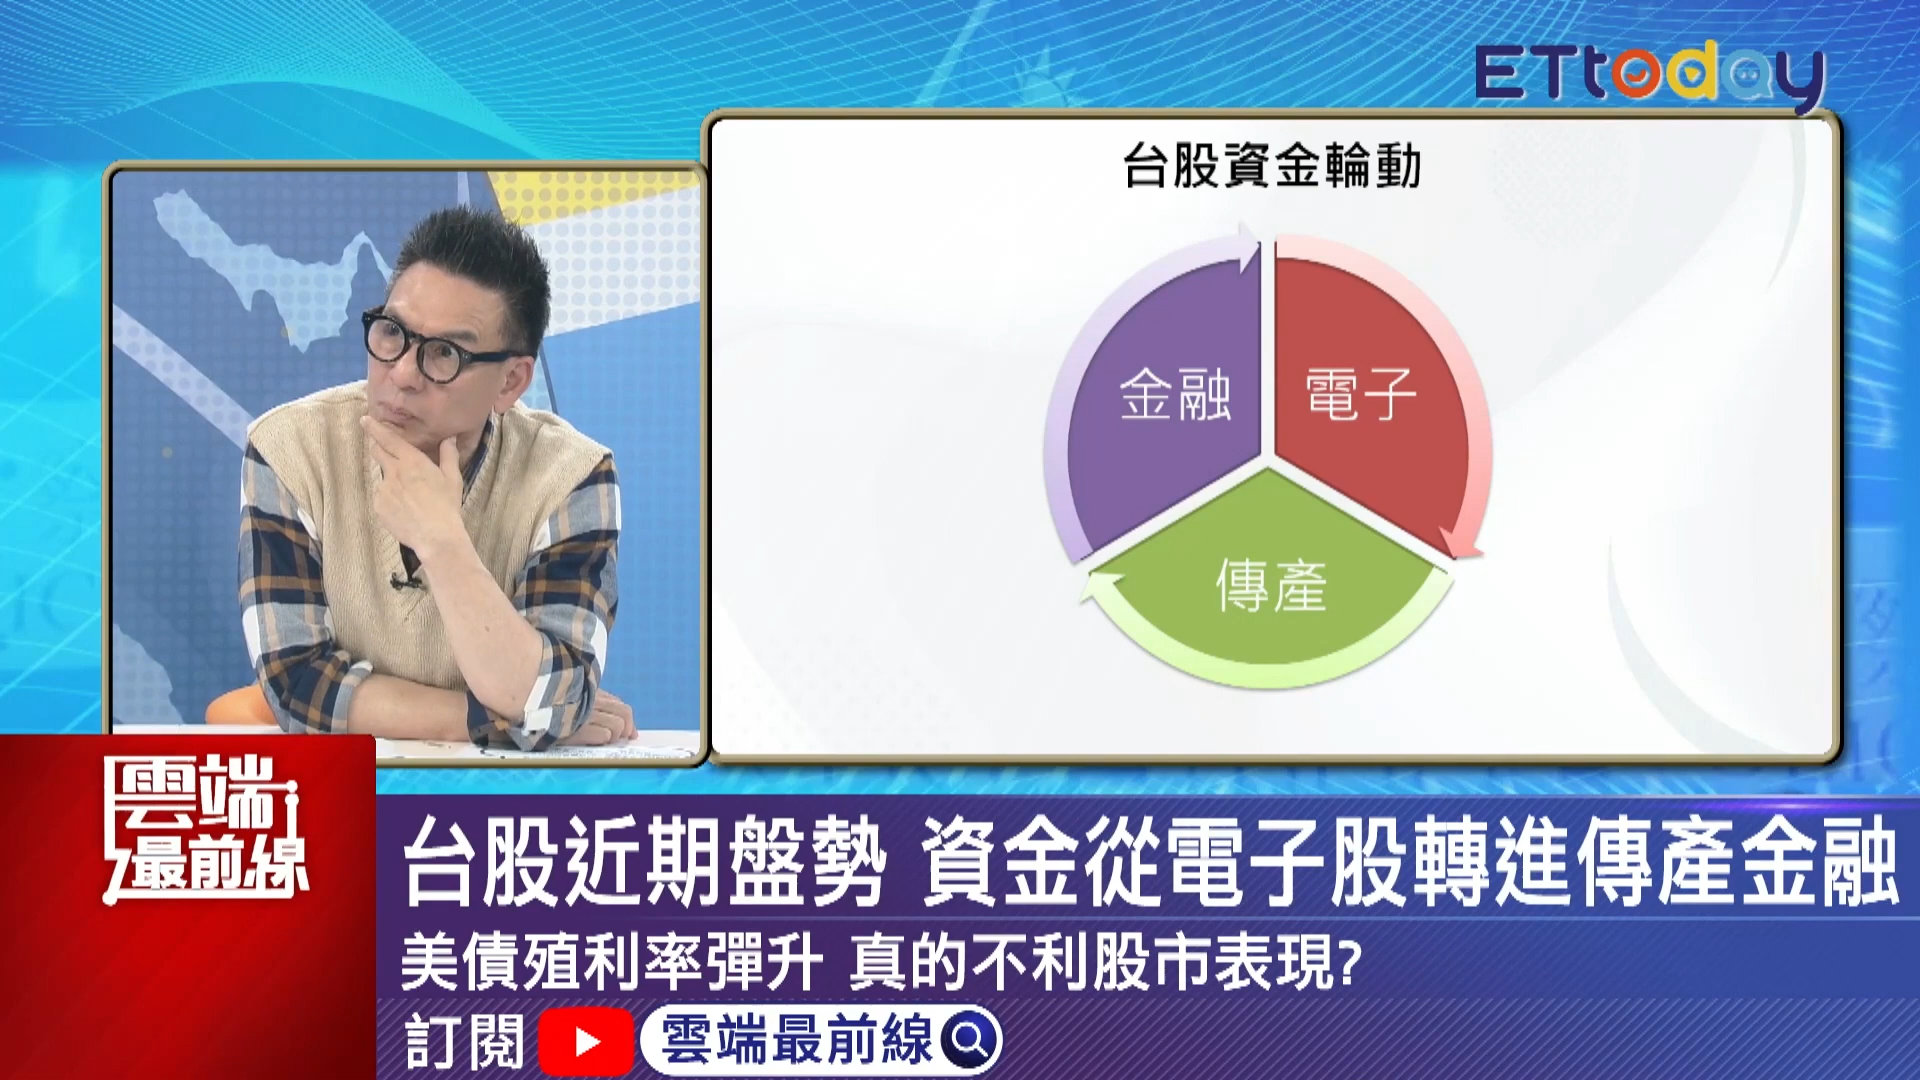 ETtoday
台股資金輪動
金融
電子
傳產
雲端
最前線
台股近期盤勢 資金從電子股轉進傳產金融
美債殖利率彈升 真的不利股市表現?
訂閱 雲端最前線